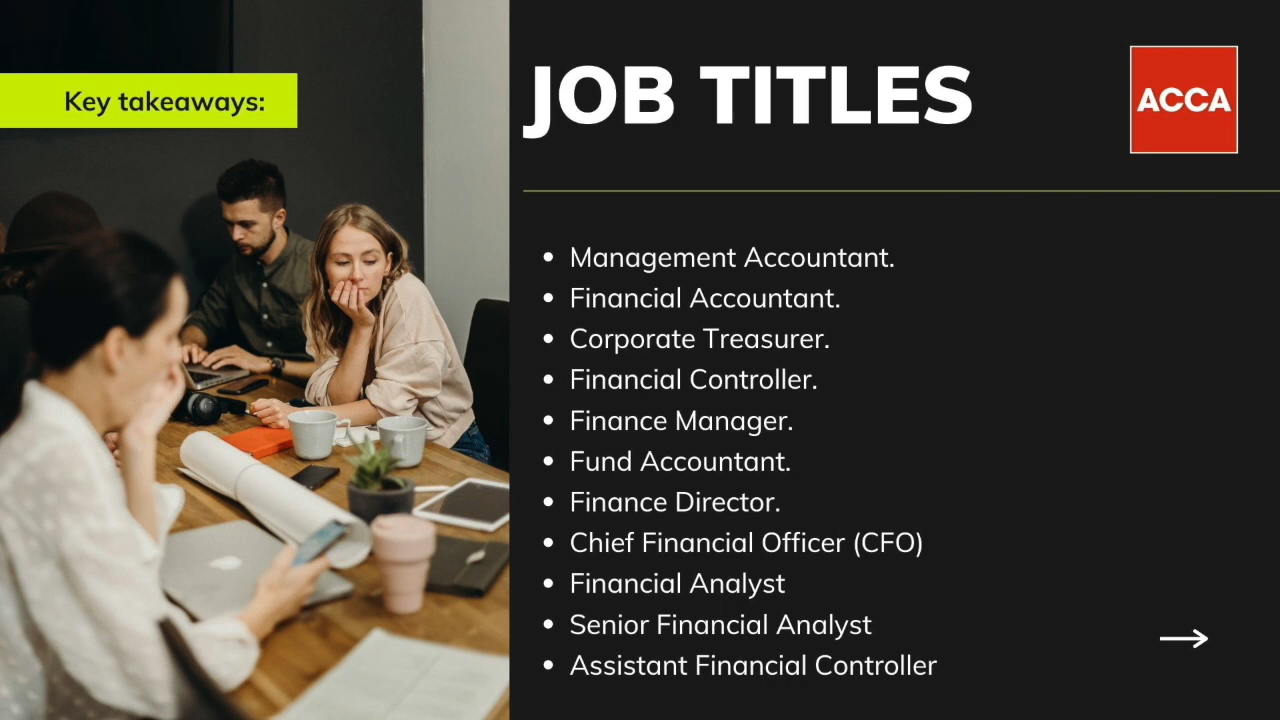 Key takeaways:
JOB TITLES
ACCA
Management Accountant.
Financial Accountant.
Corporate Treasurer.
Financial Controller.
Finance Manager.
Fund Accountant.
Finance Director.
Chief Financial Officer (CFO)
Financial Analyst
Senior Financial Analyst
Assistant Financial Controller